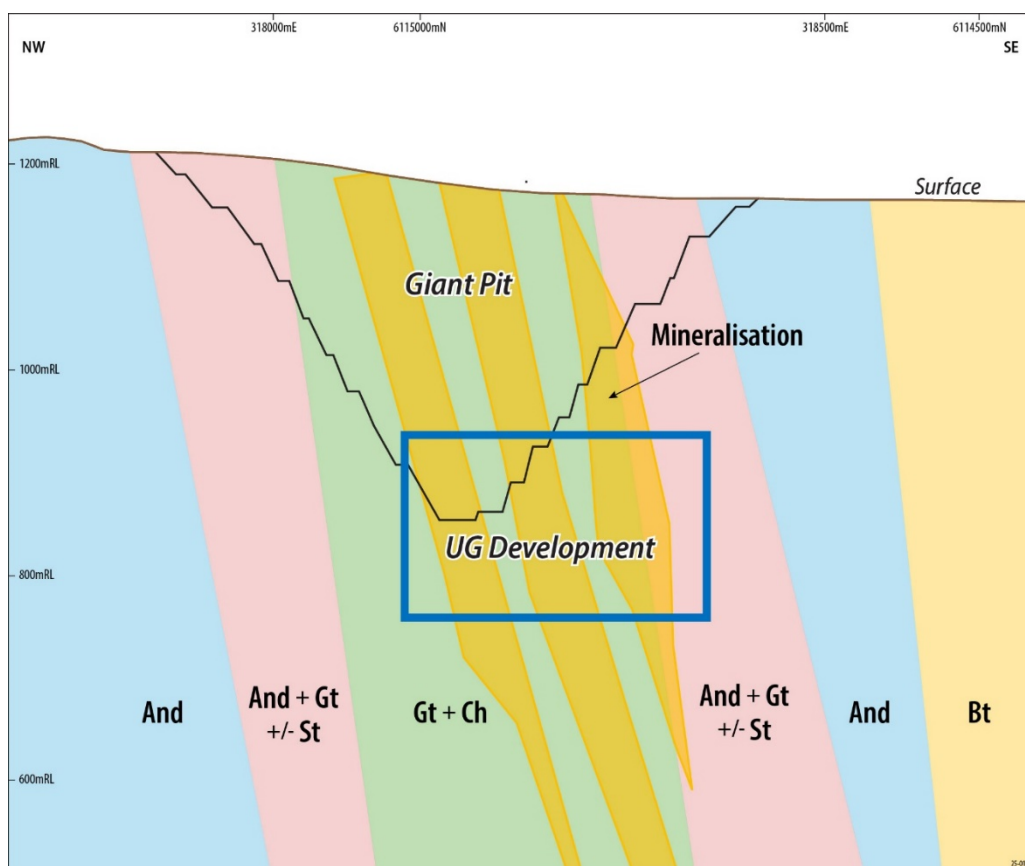 318000mE
6115000mN
318500mE
6114500mN
NW
SE
1200mRL
Surface
Giant Pit
Mineralisation
1000mRL
UG Development
800mRL
And
And + Gt
+/- St
Gt + Ch
And + Gt
+/- St
And
Bt
600mRL